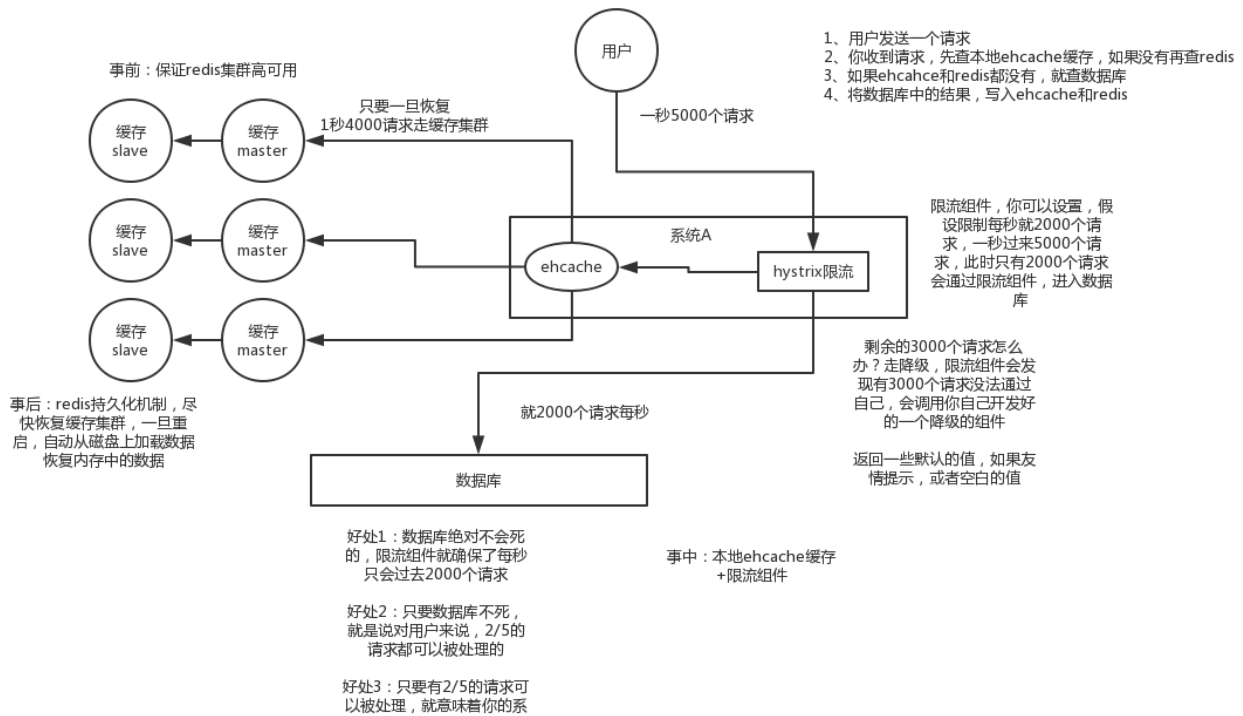 用户
1、用户发送一个请求
2、你收到请求，先查本地ehcache缓存，如果没有再查redis
3、如果ehcahce和redis都没有，就查数据库
4、将数据库中的结果，写入ehcache和redis
事前：保证redis集群高可用
只要一旦恢复
1秒4000请求走缓存集群
一秒5000个请求
缓存
slave
缓存
master
缓存
slave
缓存
master
缓存
slave
缓存
master
系统A
ehcache
hystrix限流
限流组件，你可以设置，假
设限制每秒就2000个请
求，一秒过来5000个请
求，此时只有2000个请求
会通过限流组件，进入数据
库
剩余的3000个请求怎么
办？走降级，限流组件会发
现有3000个请求没法通过
自己，会调用你自己开发好
的一个降级的组件
返回一些默认的值，如果友
情提示，或者空白的值
事后：redis持久化机制，尽
快恢复缓存集群，一旦重
启，自动从磁盘上加载数据
恢复内存中的数据
就2000个请求每秒
数据库
好处1：数据库绝对不会死
的，限流组件就确保了每秒
只会过去2000个请求
事中：本地ehcache缓存
+限流组件
好处2：只要数据库不死，
就是说对用户来说，2/5的
请求都可以被处理的
好处3：只要有2/5的请求可
以被处理，就意味着你的系